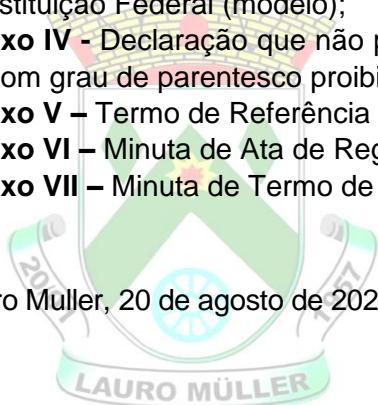 stituição Federal (modelo);
xo IV - Declaração que não p
om grau de parentesco proibi
xo V – Termo de Referência
xo VI – Minuta de Ata de Reg
xo VII – Minuta de Termo de
ro Muller, 20 de agosto de 202
LAURO MÜLLER